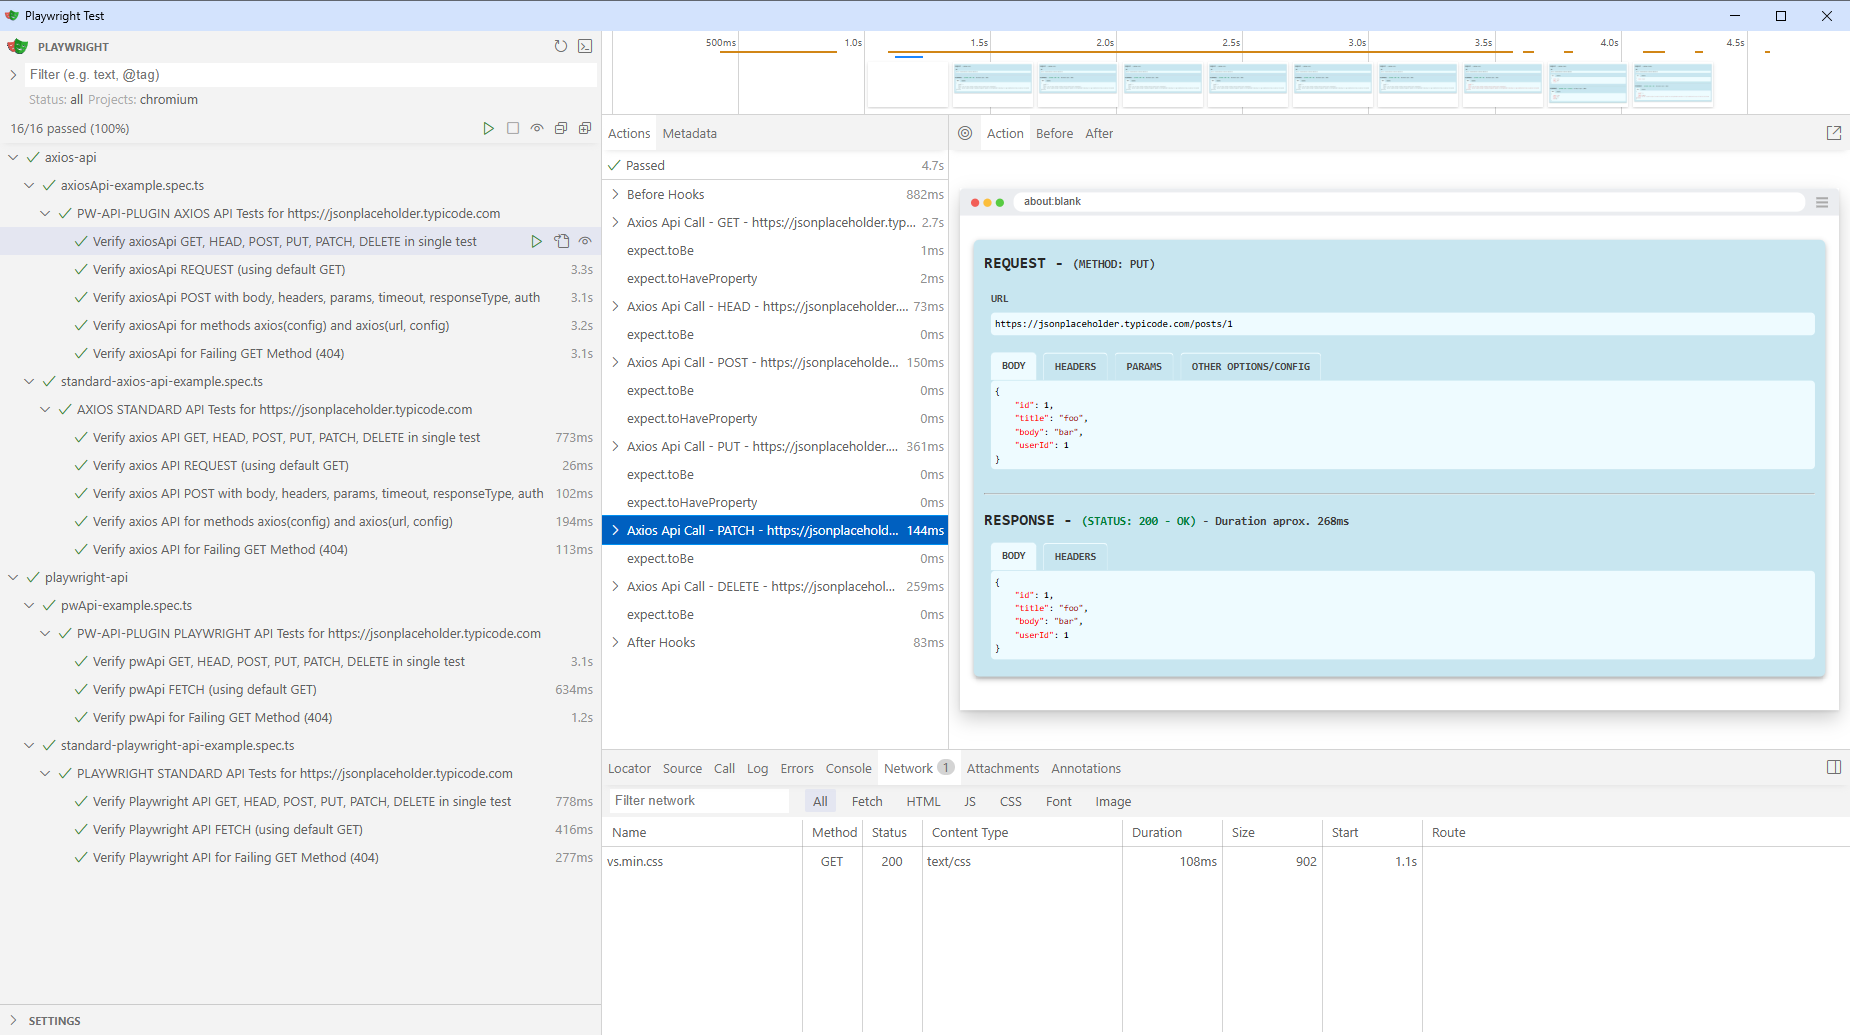 Playwright Test
PLAYWRIGHT
Filter (e.g. text, @tag)
Status: all Projects: chromium
16/16 passed (100%)
axios-api
axiosApi-example.spec.ts
PW-API-PLUGIN AXIOS API Tests for https://jsonplaceholder.typicode.com
Verify axiosApi GET, HEAD, POST, PUT, PATCH, DELETE in single test
Verify axiosApi REQUEST (using default GET) 3.3s
Verify axiosApi POST with body, headers, params, timeout, responseType, auth 3.1s
Verify axiosApi for methods axios(config) and axios(url, config) 3.2s
Verify axiosApi for Failing GET Method (404) 3.1s
standard-axios-api-example.spec.ts
AXIOS STANDARD API Tests for https://jsonplaceholder.typicode.com
Verify axios API GET, HEAD, POST, PUT, PATCH, DELETE in single test 773ms
Verify axios API REQUEST (using default GET) 26ms
Verify axios API POST with body, headers, params, timeout, responseType, auth 102ms
Verify axios API for methods axios(config) and axios(url, config) 194ms
Verify axios API for Failing GET Method (404) 113ms
playwright-api
pwApi-example.spec.ts
PW-API-PLUGIN PLAYWRIGHT API Tests for https://jsonplaceholder.typicode.com
Verify pwApi GET, HEAD, POST, PUT, PATCH, DELETE in single test 3.1s
Verify pwApi FETCH (using default GET) 634ms
Verify pwApi for Failing GET Method (404) 1.2s
standard-playwright-api-example.spec.ts
PLAYWRIGHT STANDARD API Tests for https://jsonplaceholder.typicode.com
Verify Playwright API GET, HEAD, POST, PUT, PATCH, DELETE in single test 778ms
Verify Playwright API FETCH (using default GET) 416ms
Verify Playwright API for Failing GET Method (404) 277ms
SETTINGS
500ms 1.0s 1.5s 2.0s 2.5s 3.0s 3.5s 4.0s 4.5s
Actions Metadata
Passed 4.7s
Before Hooks 882ms
Axios Api Call - GET - https://jsonplaceholder.typ... 2.7s
expect.toBe 1ms
expect.toHaveProperty 2ms
Axios Api Call - HEAD - https://jsonplaceholder.... 73ms
expect.toBe 0ms
Axios Api Call - POST - https://jsonplaceholde... 150ms
expect.toBe 0ms
expect.toHaveProperty 0ms
Axios Api Call - PUT - https://jsonplaceholder.... 361ms
expect.toBe 0ms
expect.toHaveProperty 0ms
Axios Api Call - PATCH - https://jsonplacehold... 144ms
expect.toBe 0ms
Axios Api Call - DELETE - https://jsonplacehol... 259ms
expect.toBe 0ms
After Hooks 83ms
Action Before After
about:blank
REQUEST - (METHOD: PUT)
URL
https://jsonplaceholder.typicode.com/posts/1
BODY HEADERS PARAMS OTHER OPTIONS/CONFIG
{
"id": 1,
"title": "foo",
"body": "bar",
"userId": 1
}
RESPONSE - (STATUS: 200 - OK) - Duration aprox. 268ms
BODY HEADERS
{
"id": 1,
"title": "foo",
"body": "bar",
"userId": 1
}
Locator Source Call Log Errors Console Network 1 Attachments Annotations
Filter network All Fetch HTML JS CSS Font Image
Name Method Status Content Type Duration Size Start Route
vs.min.css GET 200 text/css 108ms 902 1.1s